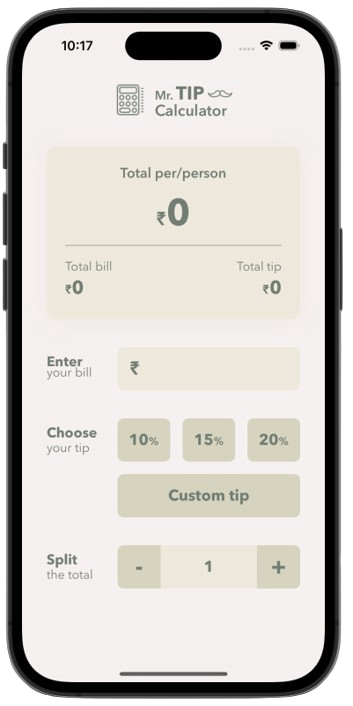 10:17
Mr. TIP
Calculator
Total per/person
₹0
Total bill
Total tip
₹0
₹0
Enter
your bill
₹
Choose
your tip
10%
15%
20%
Custom tip
Split
the total
-
1
+